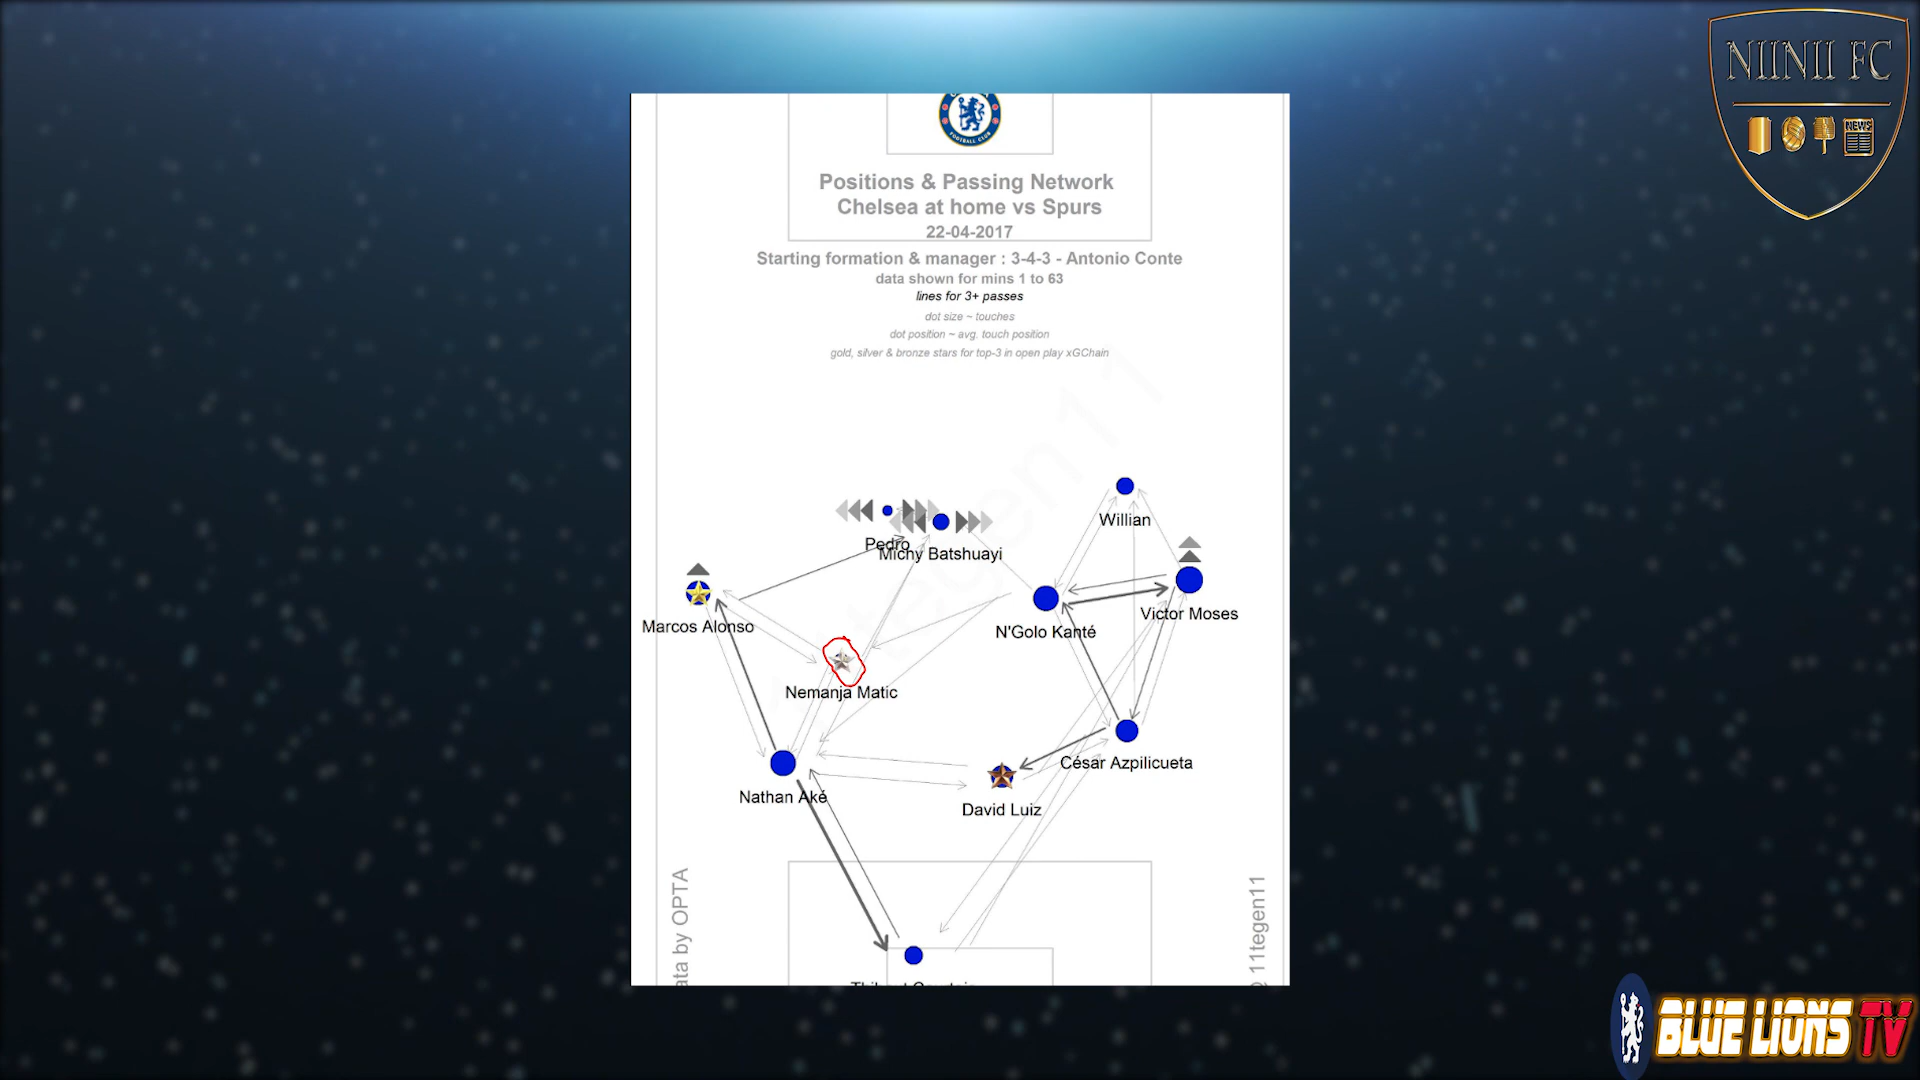 NIINII FC
NEWS
FOOTBALL CLUB
Positions & Passing Network
Chelsea at home vs Spurs
22-04-2017
Starting formation & manager : 3-4-3 - Antonio Conte
data shown for mins 1 to 63
lines for 3+ passes
dot size ~ touches
dot position ~ avg. touch position
gold, silver & bronze stars for top-3 in open play xGChain
Willian
Pedro
Michy Batshuayi
Marcos Alonso
N'Golo Kanté
Victor Moses
Nemanja Matic
César Azpilicueta
Nathan Aké
David Luiz
ata by OPTA
@ 11tegen11
11tegen11
BLUE LIONS TV